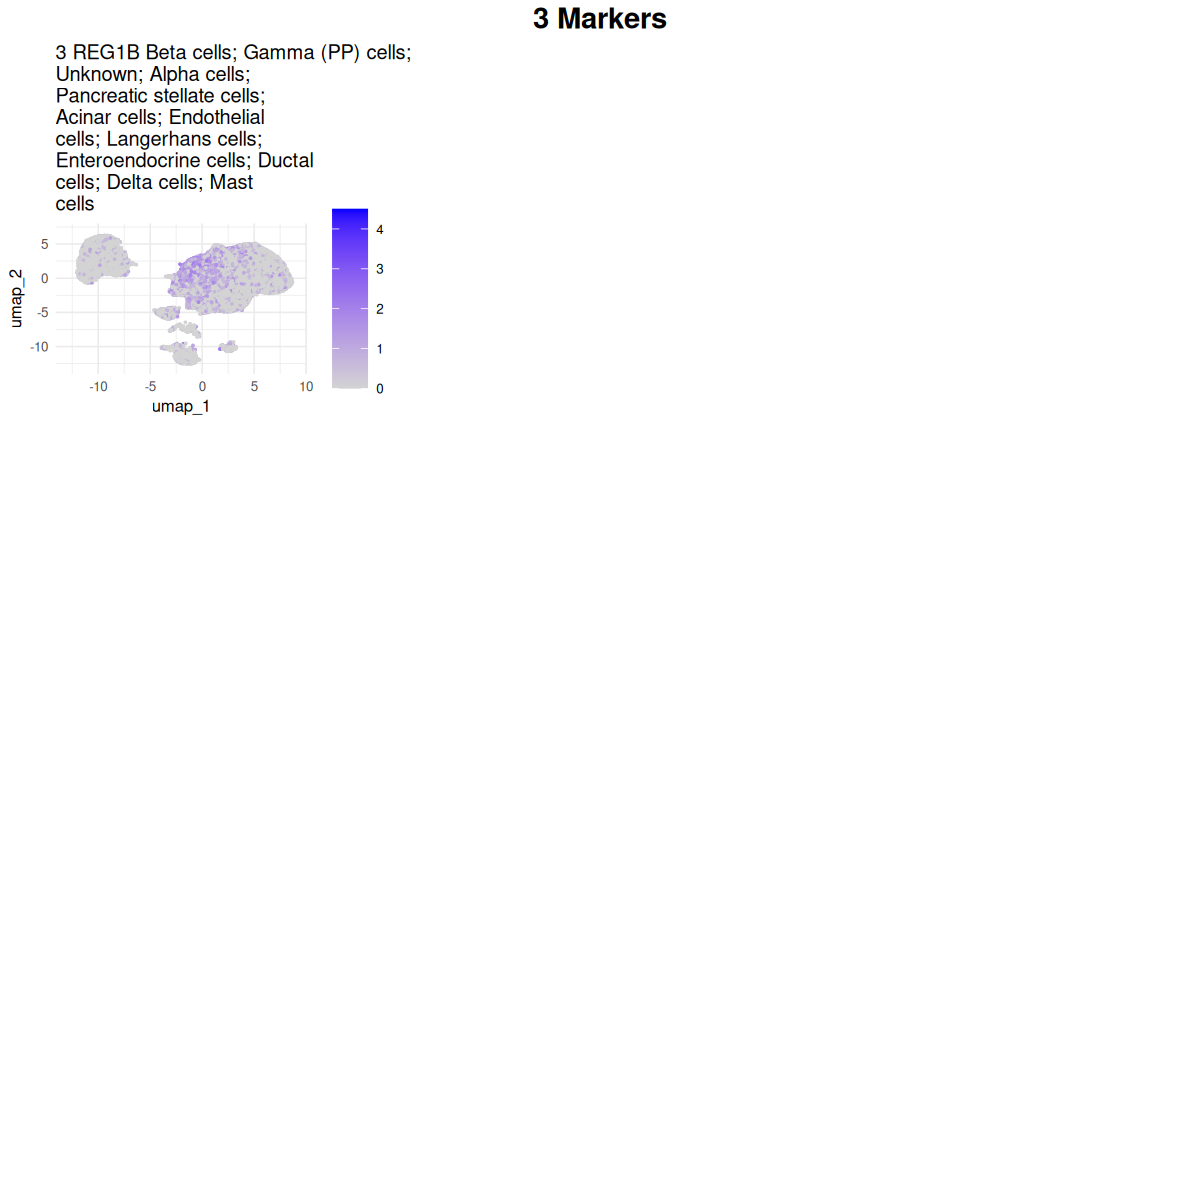 3 Markers
3 REG1B Beta cells; Gamma (PP) cells;
Unknown; Alpha cells;
Pancreatic stellate cells;
Acinar cells; Endothelial
cells; Langerhans cells;
Enteroendocrine cells; Ductal
cells; Delta cells; Mast
cells
5
0
-5
-10
umap_2
-10 -5 0 5 10
umap_1
4
3
2
1
0